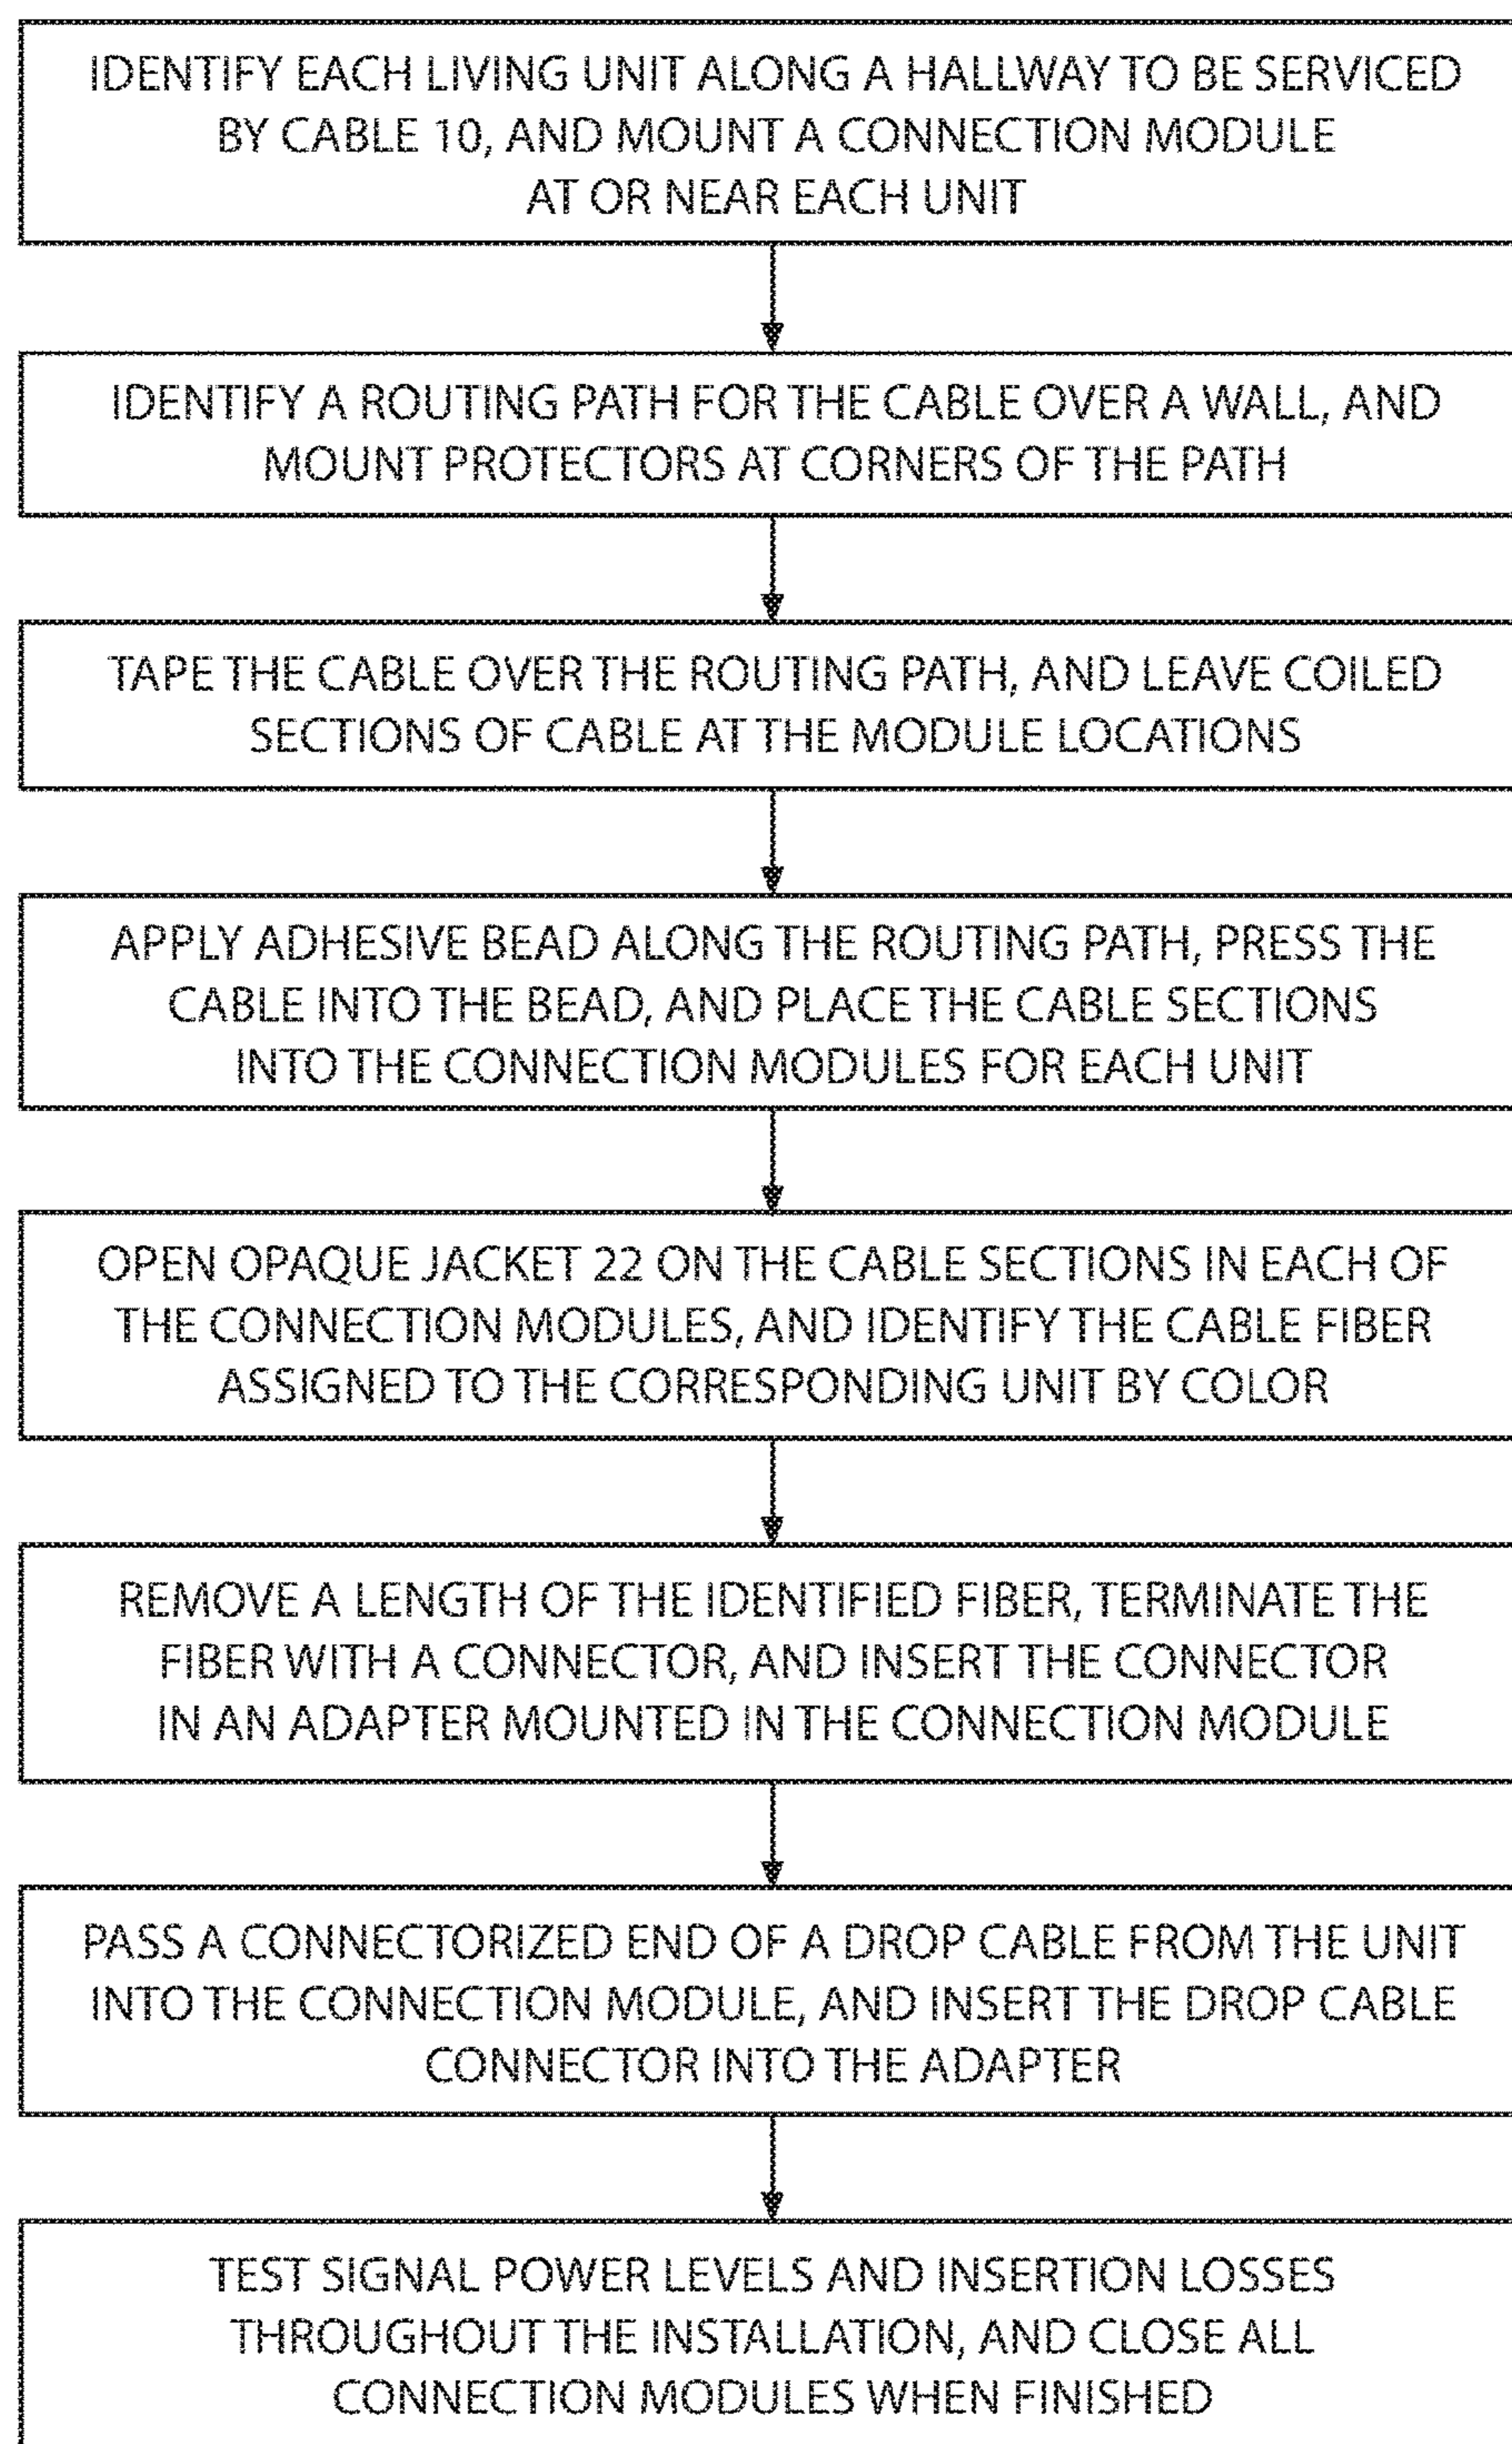 IDENTIFY EACH LIVING UNIT ALONG A HALLWAY TO BE SERVICED
BY CABLE 10, AND MOUNT A CONNECTION MODULE
AT OR NEAR EACH UNIT
IDENTIFY A ROUTING PATH FOR THE CABLE OVER A WALL, AND
MOUNT PROTECTORS AT CORNERS OF THE PATH
TAPE THE CABLE OVER THE ROUTING PATH, AND LEAVE COILED
SECTIONS OF CABLE AT THE MODULE LOCATIONS
APPLY ADHESIVE BEAD ALONG THE ROUTING PATH, PRESS THE
CABLE INTO THE BEAD, AND PLACE THE CABLE SECTIONS
INTO THE CONNECTION MODULES FOR EACH UNIT
OPEN OPAQUE JACKET 22 ON THE CABLE SECTIONS IN EACH OF
THE CONNECTION MODULES, AND IDENTIFY THE CABLE FIBER
ASSIGNED TO THE CORRESPONDING UNIT BY COLOR
REMOVE A LENGTH OF THE IDENTIFIED FIBER, TERMINATE THE
FIBER WITH A CONNECTOR, AND INSERT THE CONNECTOR
IN AN ADAPTER MOUNTED IN THE CONNECTION MODULE
PASS A CONNECTORIZED END OF A DROP CABLE FROM THE UNIT
INTO THE CONNECTION MODULE, AND INSERT THE DROP CABLE
CONNECTOR INTO THE ADAPTER
TEST SIGNAL POWER LEVELS AND INSERTION LOSSES
THROUGHOUT THE INSTALLATION, AND CLOSE ALL
CONNECTION MODULES WHEN FINISHED